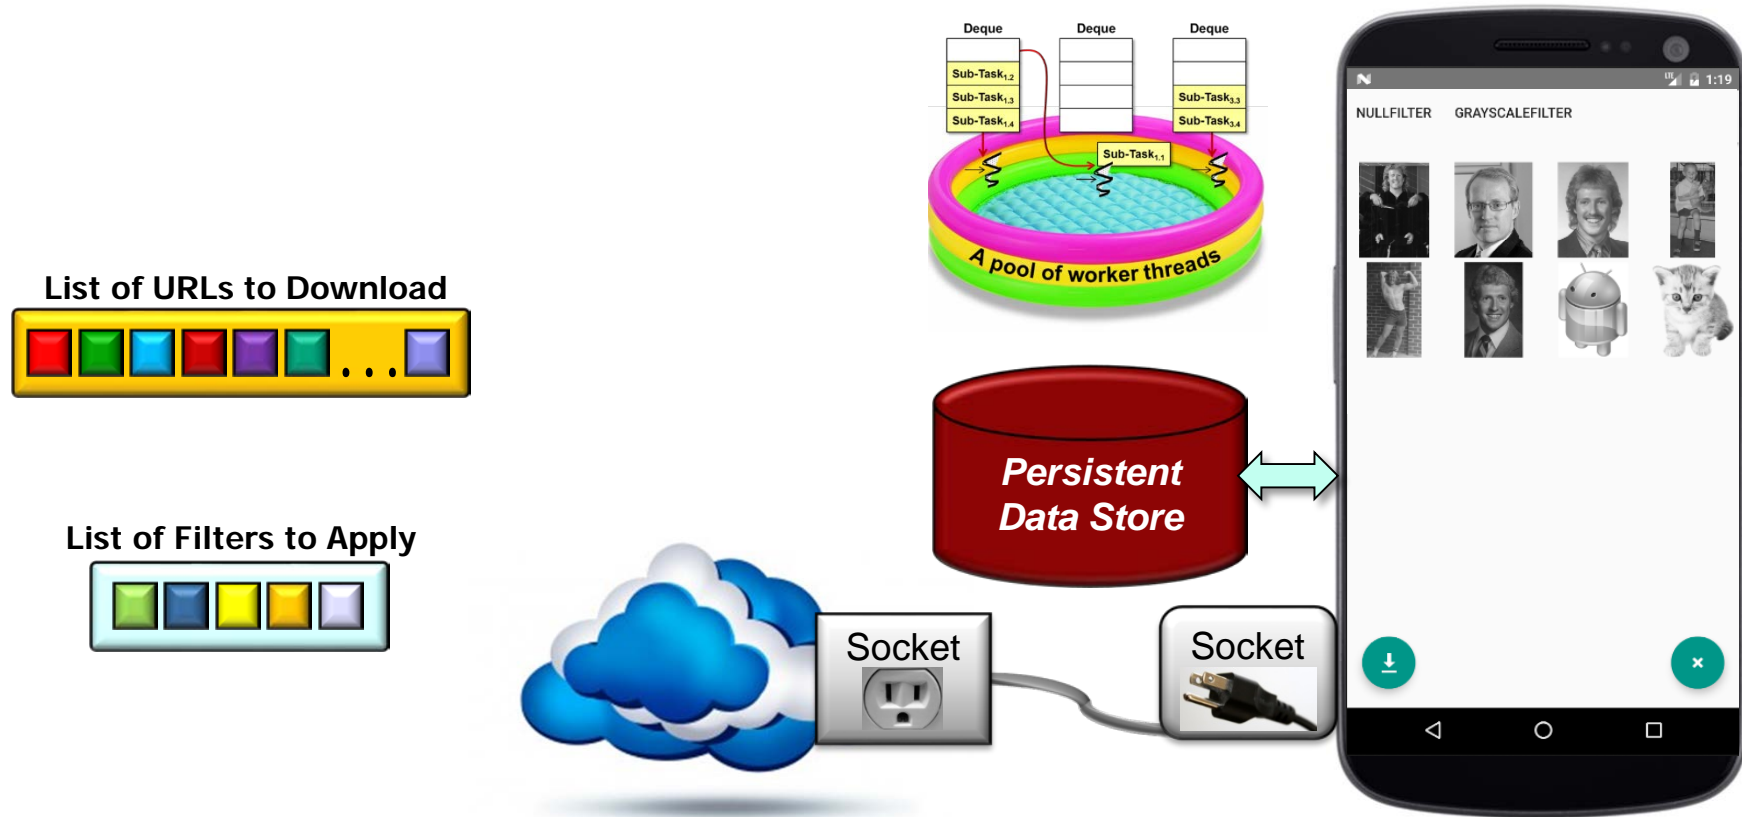 Deque
Deque
Deque
Sub-Task1.2
Sub-Task1.3
Sub-Task1.4
Sub-Task3.3
Sub-Task3.4
Sub-Task1.1
A pool of worker threads
List of URLs to Download
. . .
List of Filters to Apply
Persistent
Data Store
Socket
Socket
LTE 1:19
NULLFILTER GRAYSCALEFILTER